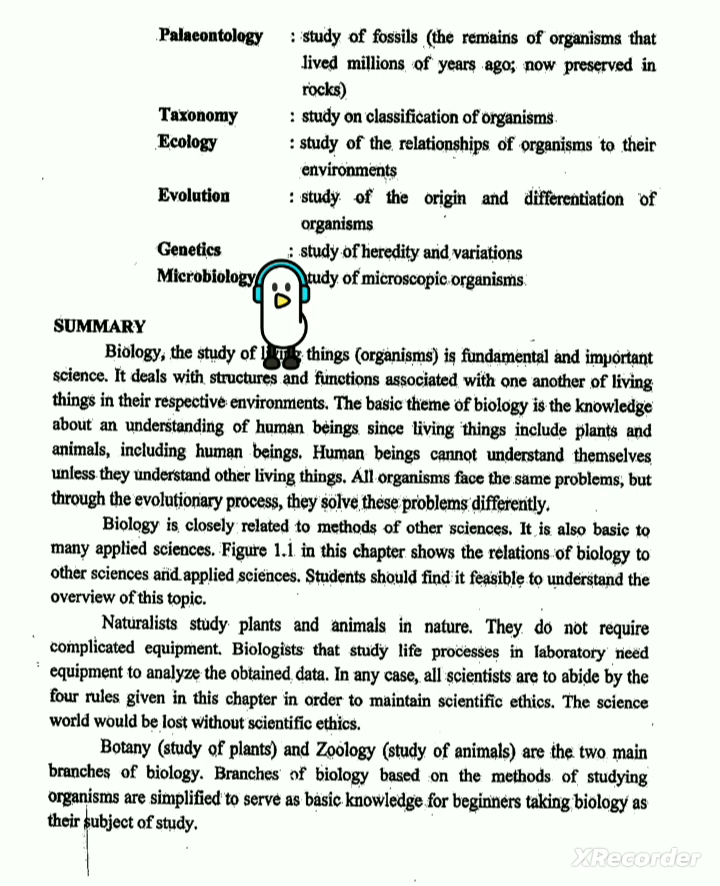 Palaeontology : study of fossils (the remains of organisms that
lived millions of years ago; now preserved in
rocks)
Taxonomy : study on classification of organisms
Ecology : study of the relationships of organisms to their
environments
Evolution : study of the origin and differentiation of
organisms
Genetics : study of heredity and variations
Microbiology tudy of microscopic organisms
SUMMARY
Biology, the study of living things (organisms) is fundamental and important
science. It deals with structures and functions associated with one another of living
things in their respective environments. The basic theme of biology is the knowledge
about an understanding of human beings since living things include plants and
animals, including human beings. Human beings cannot understand themselves
unless they understand other living things. All organisms face the same problems, but
through the evolutionary process, they solve these problems differently.
Biology is closely related to methods of other sciences. It is also basic to
many applied sciences. Figure 1.1 in this chapter shows the relations of biology to
other sciences and applied sciences. Students should find it feasible to understand the
overview of this topic.
Naturalists study plants and animals in nature. They do not require
complicated equipment. Biologists that study life processes in laboratory need
equipment to analyze the obtained data. In any case, all scientists are to abide by the
four rules given in this chapter in order to maintain scientific ethics. The science
world would be lost without scientific ethics.
Botany (study of plants) and Zoology (study of animals) are the two main
branches of biology. Branches of biology based on the methods of studying
organisms are simplified to serve as basic knowledge for beginners taking biology as
their subject of study.
XRecorder